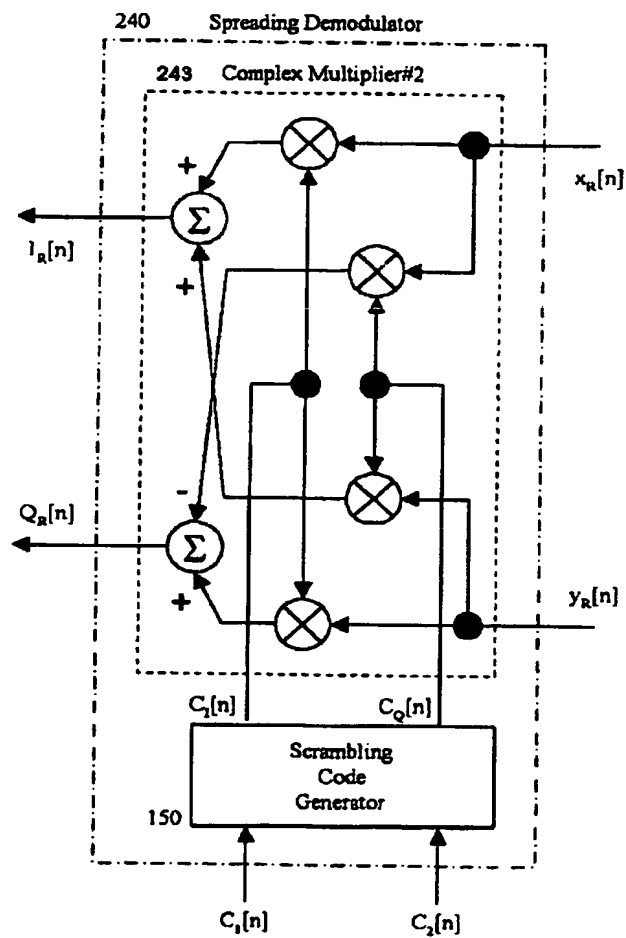 240 Spreading Demodulator
243 Complex Multiplier#2
x_R[n]
+
Σ
I_R[n]
+
-
Q_R[n]
Σ
+
y_R[n]
C_I[n] C_Q[n]
Scrambling
Code
Generator
150
C_1[n] C_2[n]